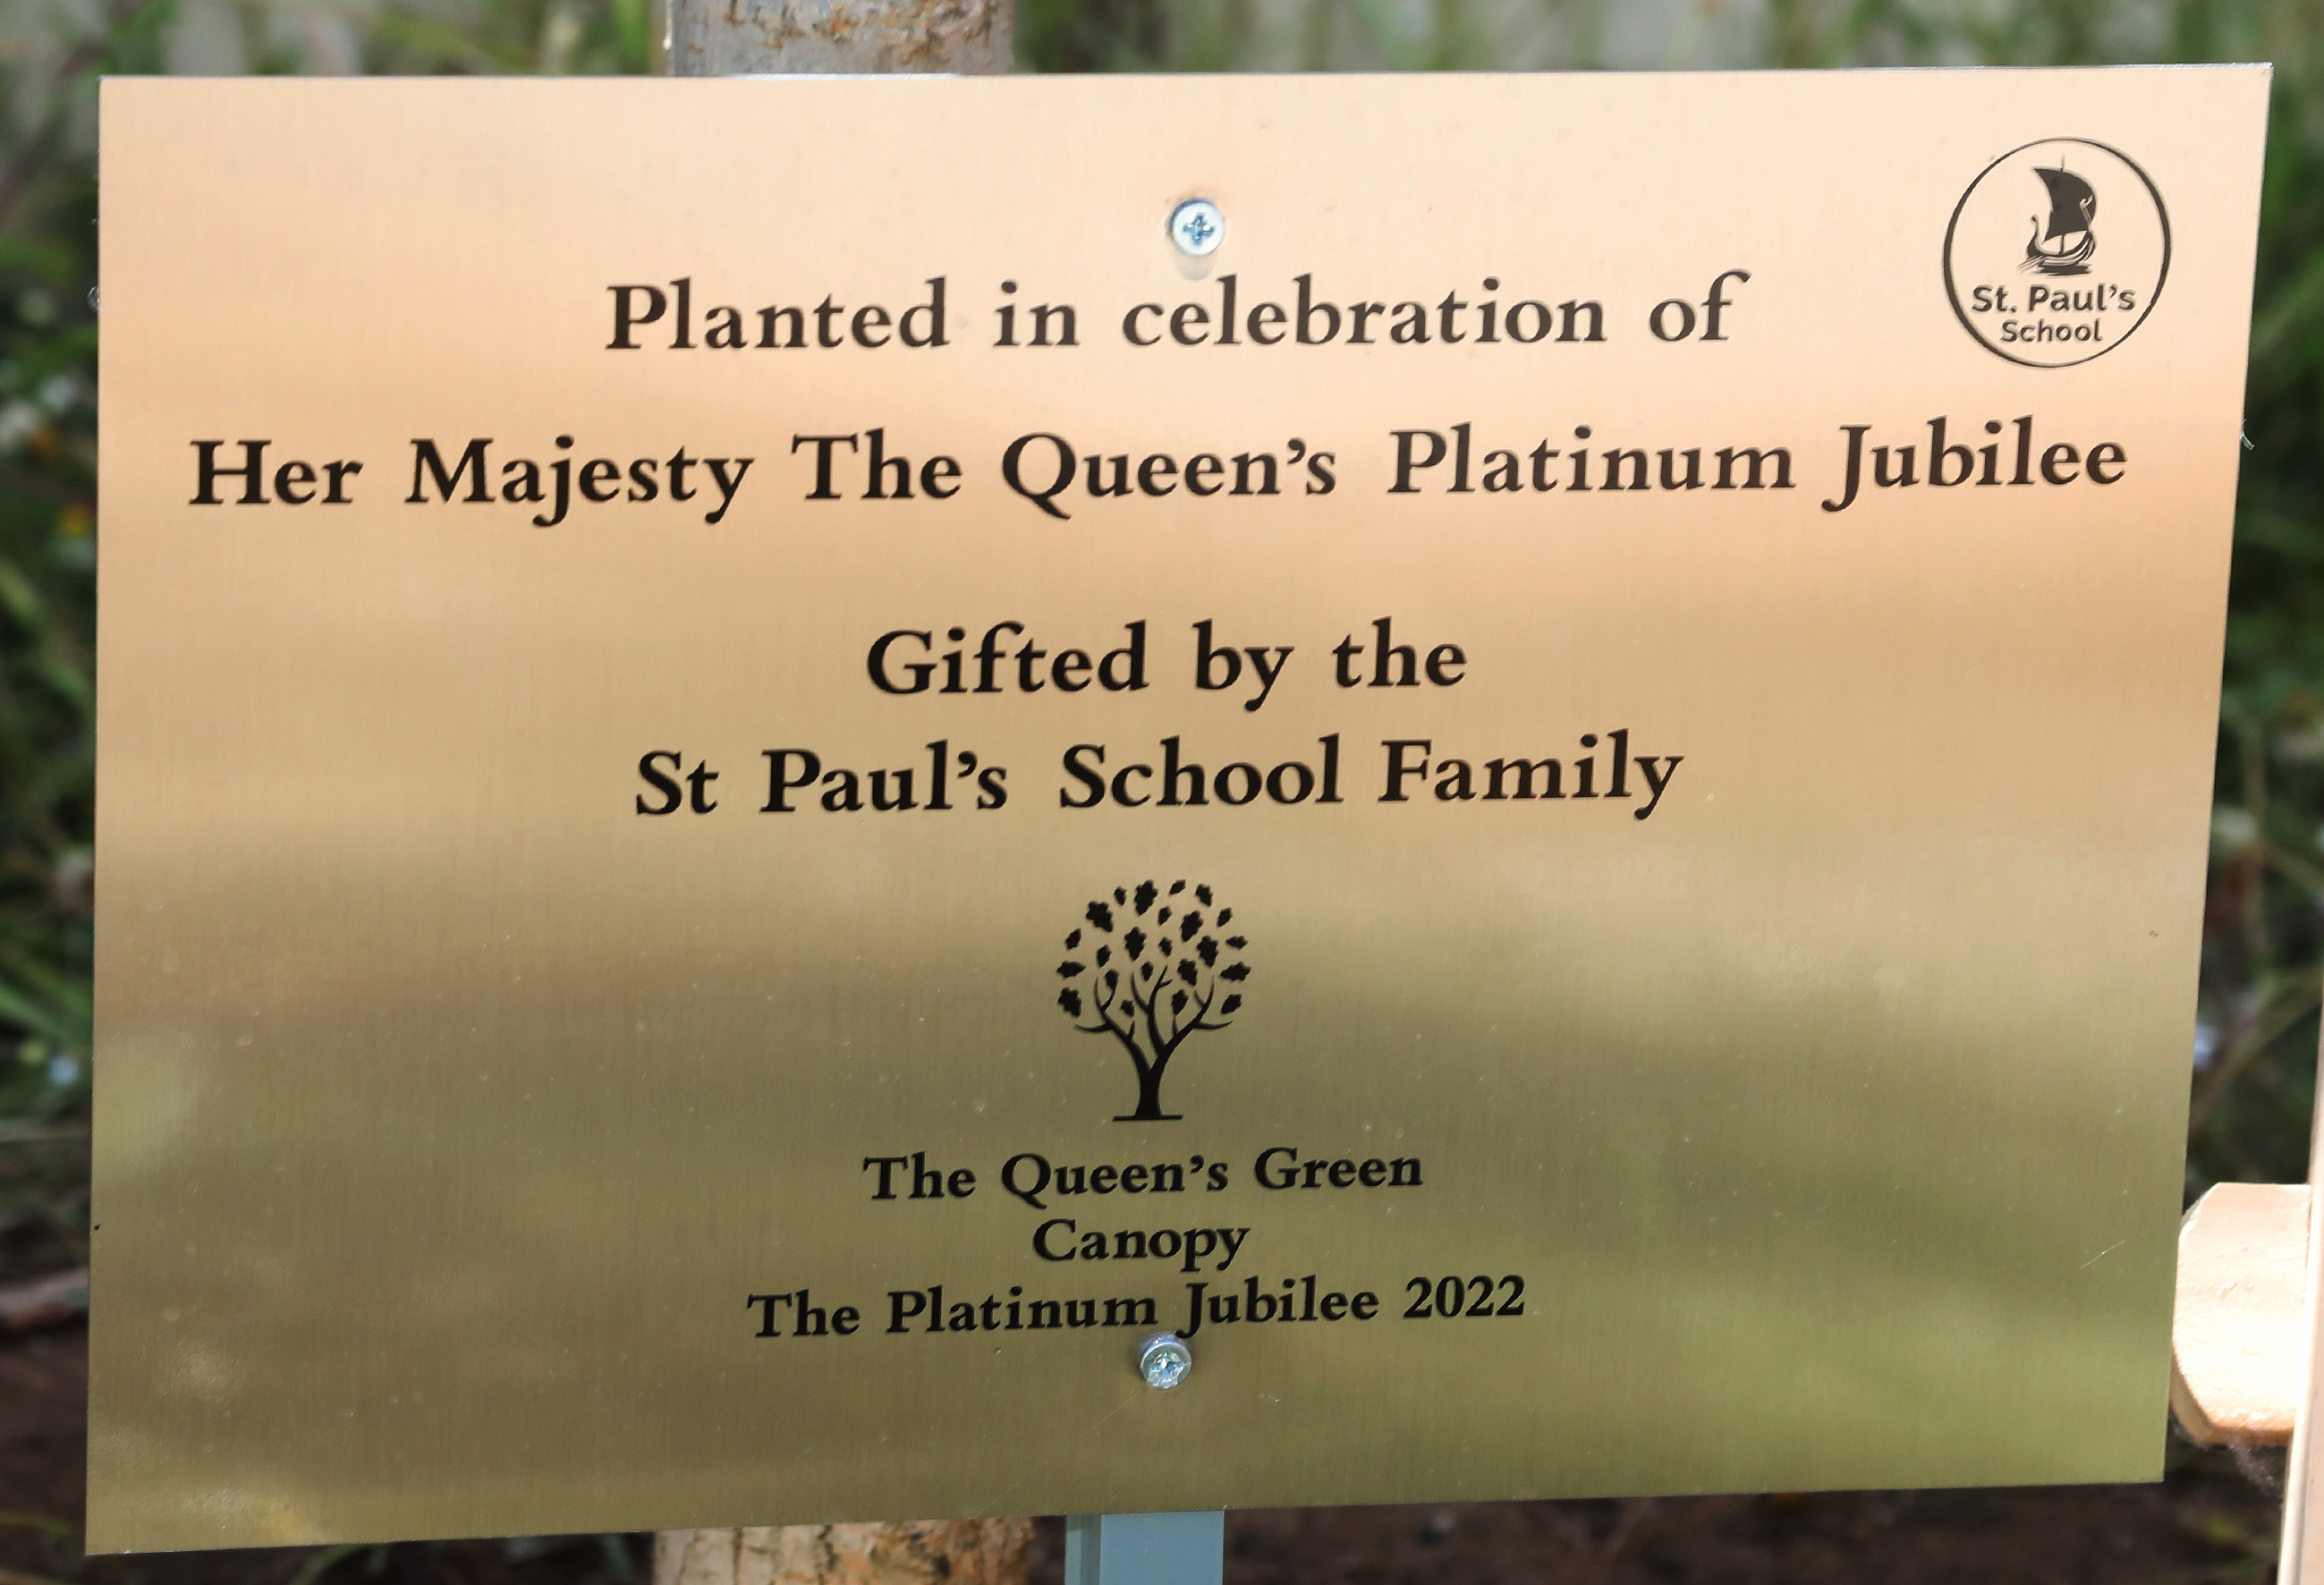 St. Paul's
School
Planted in celebration of
Her Majesty The Queen's Platinum Jubilee
Gifted by the
St Paul's School Family
The Queen's Green
Canopy
The Platinum Jubilee 2022